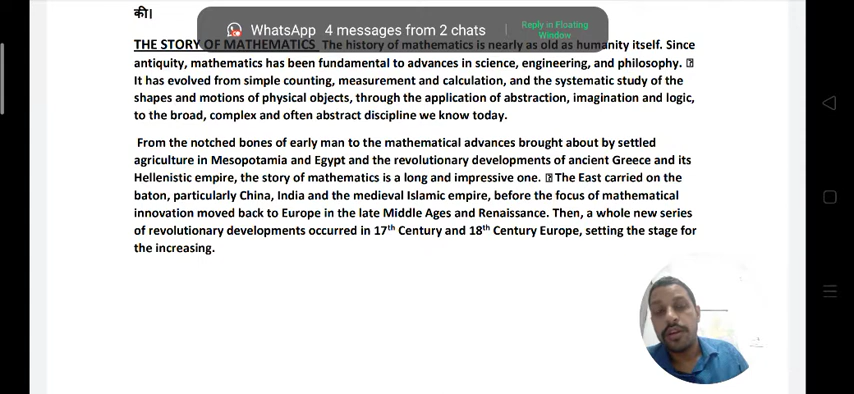 की।
WhatsApp 4 messages from 2 chats
Reply in Floating
Window
THE STORY OF MATHEMATICS The history of mathematics is nearly as old as humanity itself. Since
antiquity, mathematics has been fundamental to advances in science, engineering, and philosophy.
It has evolved from simple counting, measurement and calculation, and the systematic study of the
shapes and motions of physical objects, through the application of abstraction, imagination and logic,
to the broad, complex and often abstract discipline we know today.
From the notched bones of early man to the mathematical advances brought about by settled
agriculture in Mesopotamia and Egypt and the revolutionary developments of ancient Greece and its
Hellenistic empire, the story of mathematics is a long and impressive one. The East carried on the
baton, particularly China, India and the medieval Islamic empire, before the focus of mathematical
innovation moved back to Europe in the late Middle Ages and Renaissance. Then, a whole new series
of revolutionary developments occurred in 17th Century and 18th Century Europe, setting the stage for
the increasing.